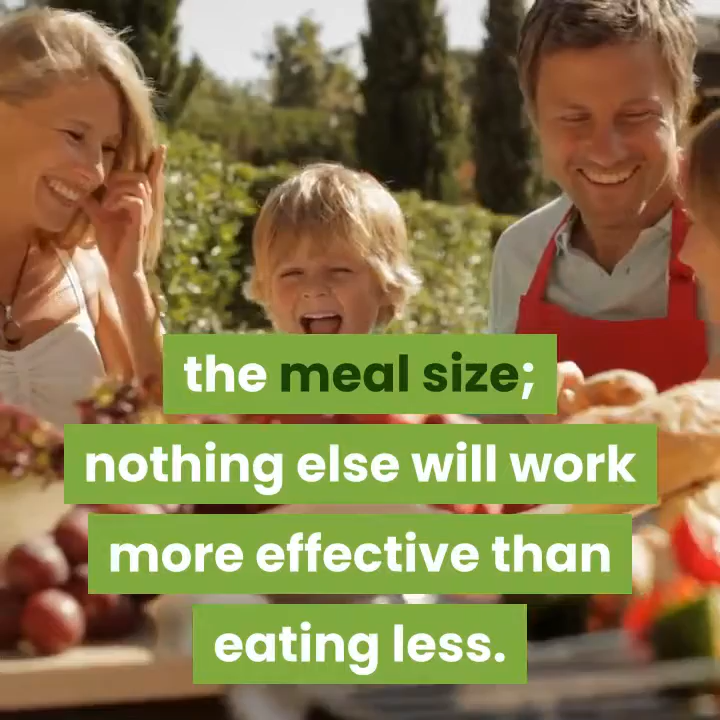 the meal size;
nothing else will work
more effective than
eating less.